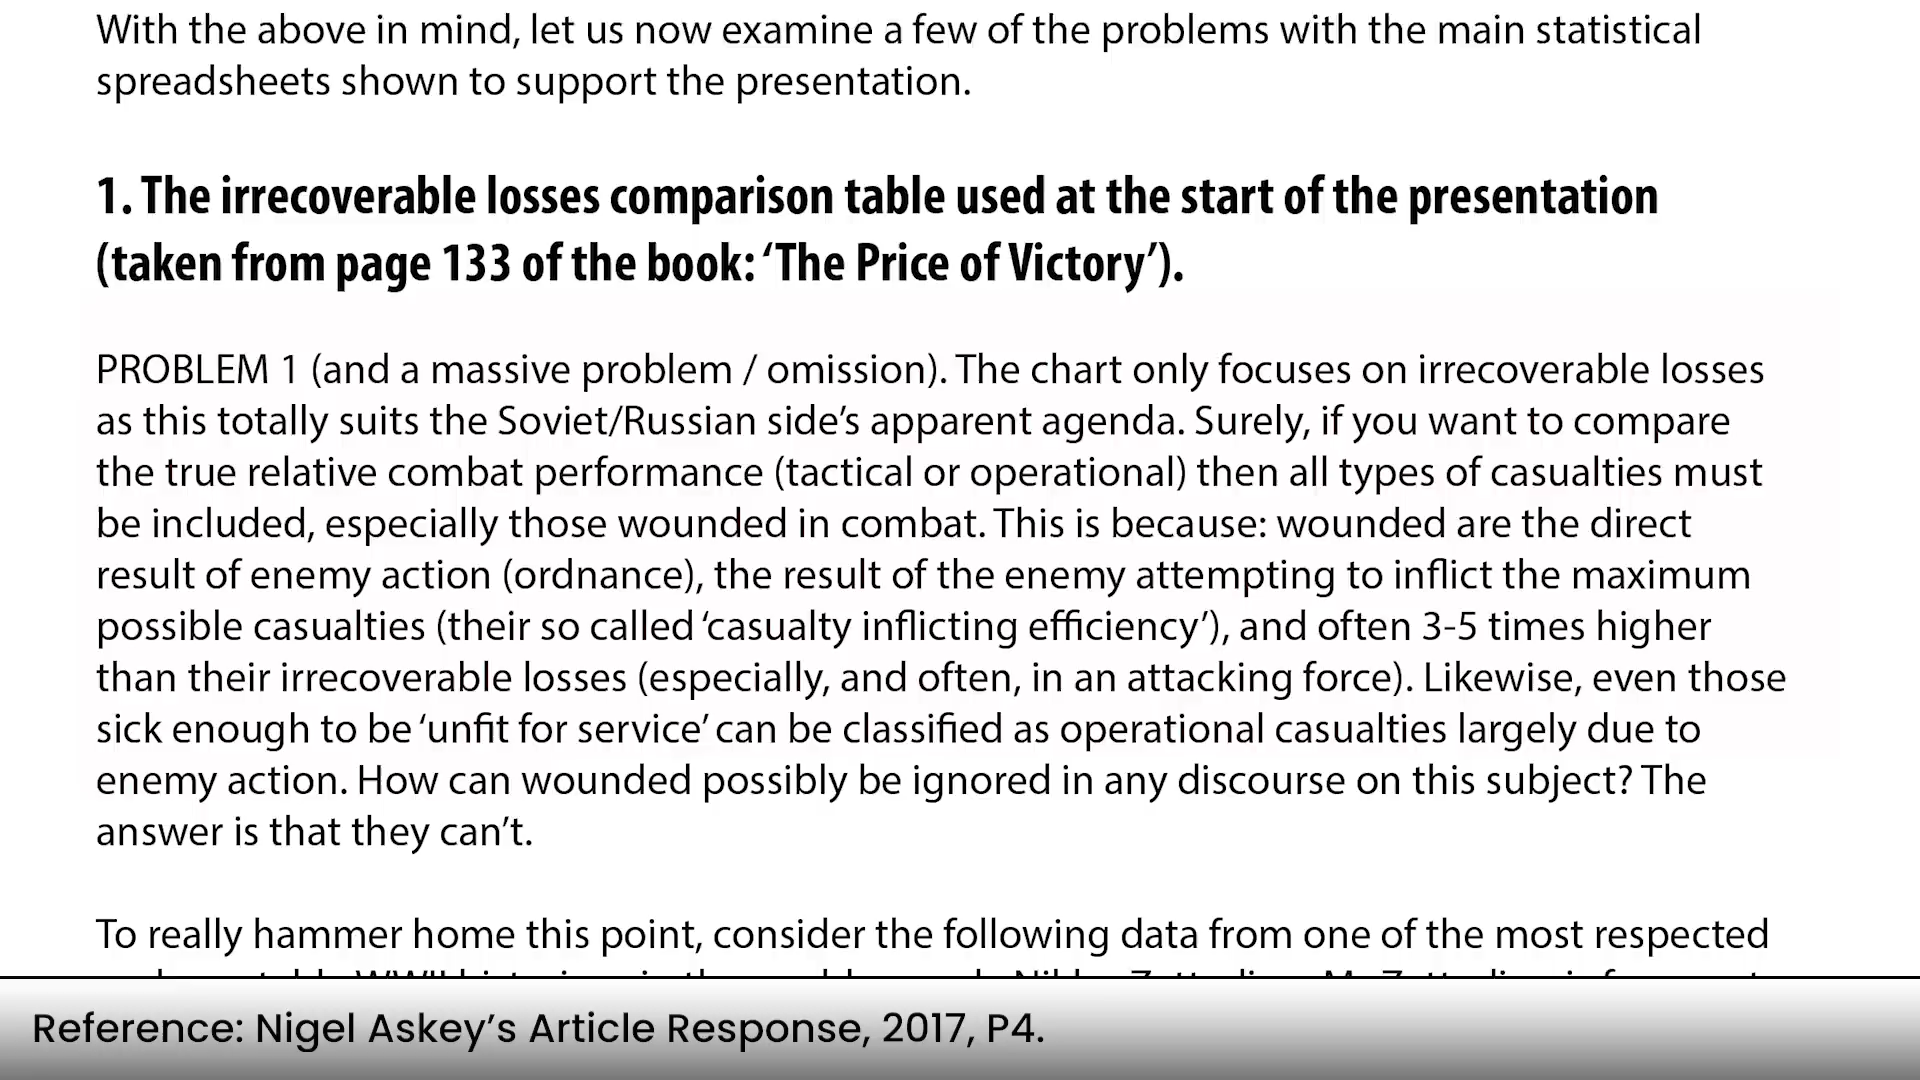 With the above in mind, let us now examine a few of the problems with the main statistical
spreadsheets shown to support the presentation.
1. The irrecoverable losses comparison table used at the start of the presentation
(taken from page 133 of the book: ‘The Price of Victory’).
PROBLEM 1 (and a massive problem / omission). The chart only focuses on irrecoverable losses
as this totally suits the Soviet/Russian side’s apparent agenda. Surely, if you want to compare
the true relative combat performance (tactical or operational) then all types of casualties must
be included, especially those wounded in combat. This is because: wounded are the direct
result of enemy action (ordnance), the result of the enemy attempting to inflict the maximum
possible casualties (their so called ‘casualty inflicting efficiency’), and often 3-5 times higher
than their irrecoverable losses (especially, and often, in an attacking force). Likewise, even those
sick enough to be ‘unfit for service’ can be classified as operational casualties largely due to
enemy action. How can wounded possibly be ignored in any discourse on this subject? The
answer is that they can’t.
To really hammer home this point, consider the following data from one of the most respected
Reference: Nigel Askey’s Article Response, 2017, P4.